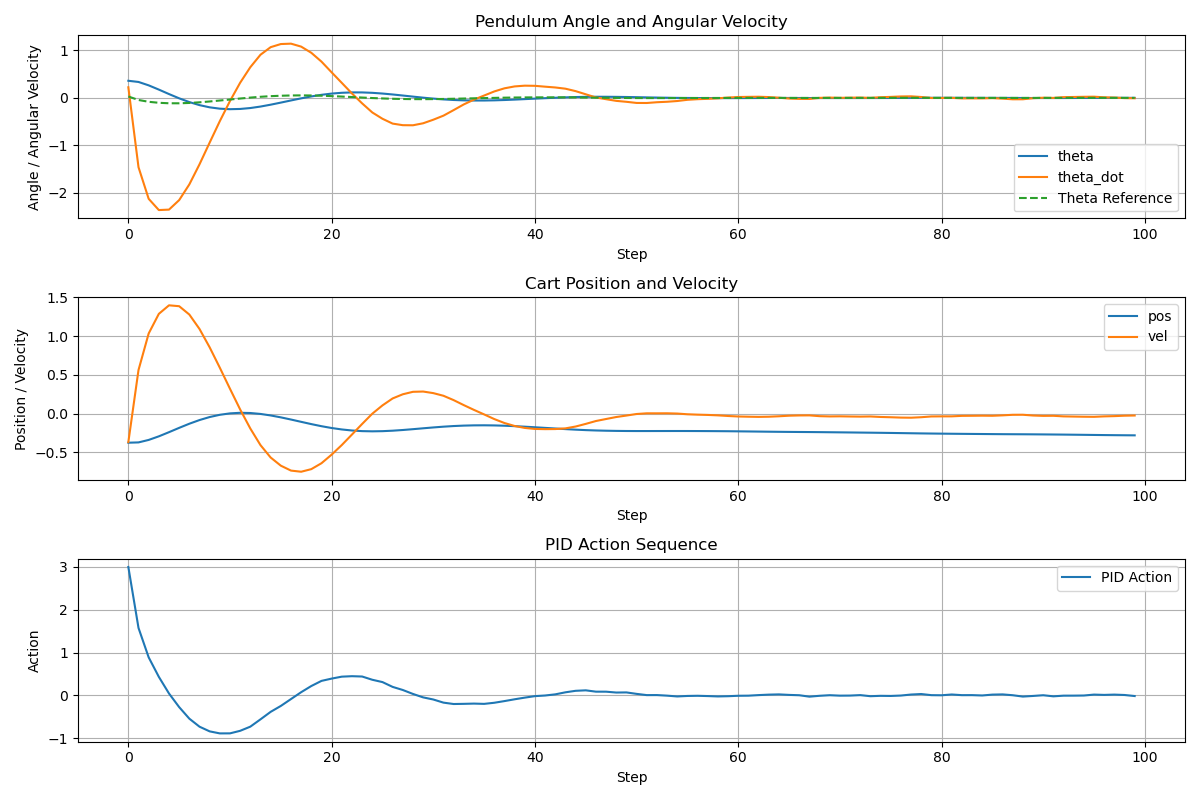 Pendulum Angle and Angular Velocity
Angle / Angular Velocity
1
0
−1
−2
theta
theta_dot
Theta Reference
0 20 40 60 80 100
Step
Cart Position and Velocity
Position / Velocity
1.5
1.0
0.5
0.0
−0.5
pos
vel
0 20 40 60 80 100
Step
PID Action Sequence
Action
3
2
1
0
−1
PID Action
0 20 40 60 80 100
Step